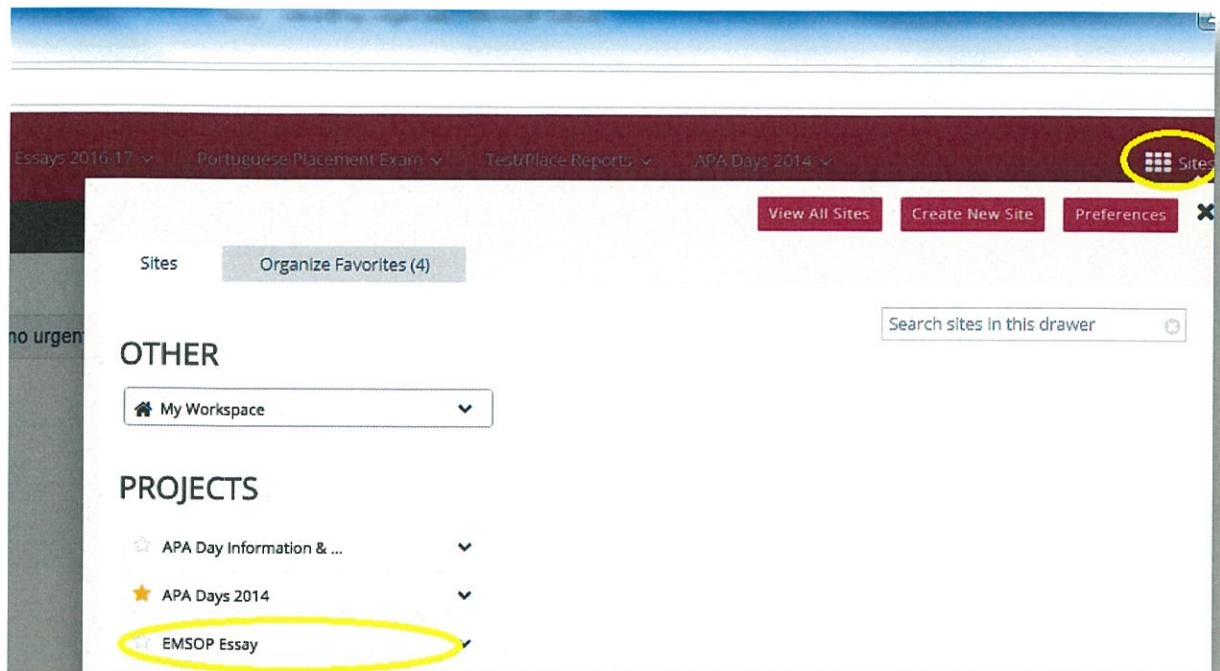 Essays 2016-17 Portuguese Placement Exam Test/Place Reports APA Days 2014 Sites
View All Sites Create New Site Preferences
Sites Organize Favorites (4)
Search sites in this drawer
no urgen
OTHER
My Workspace
PROJECTS
APA Day Information & ...
APA Days 2014
EMSOP Essay